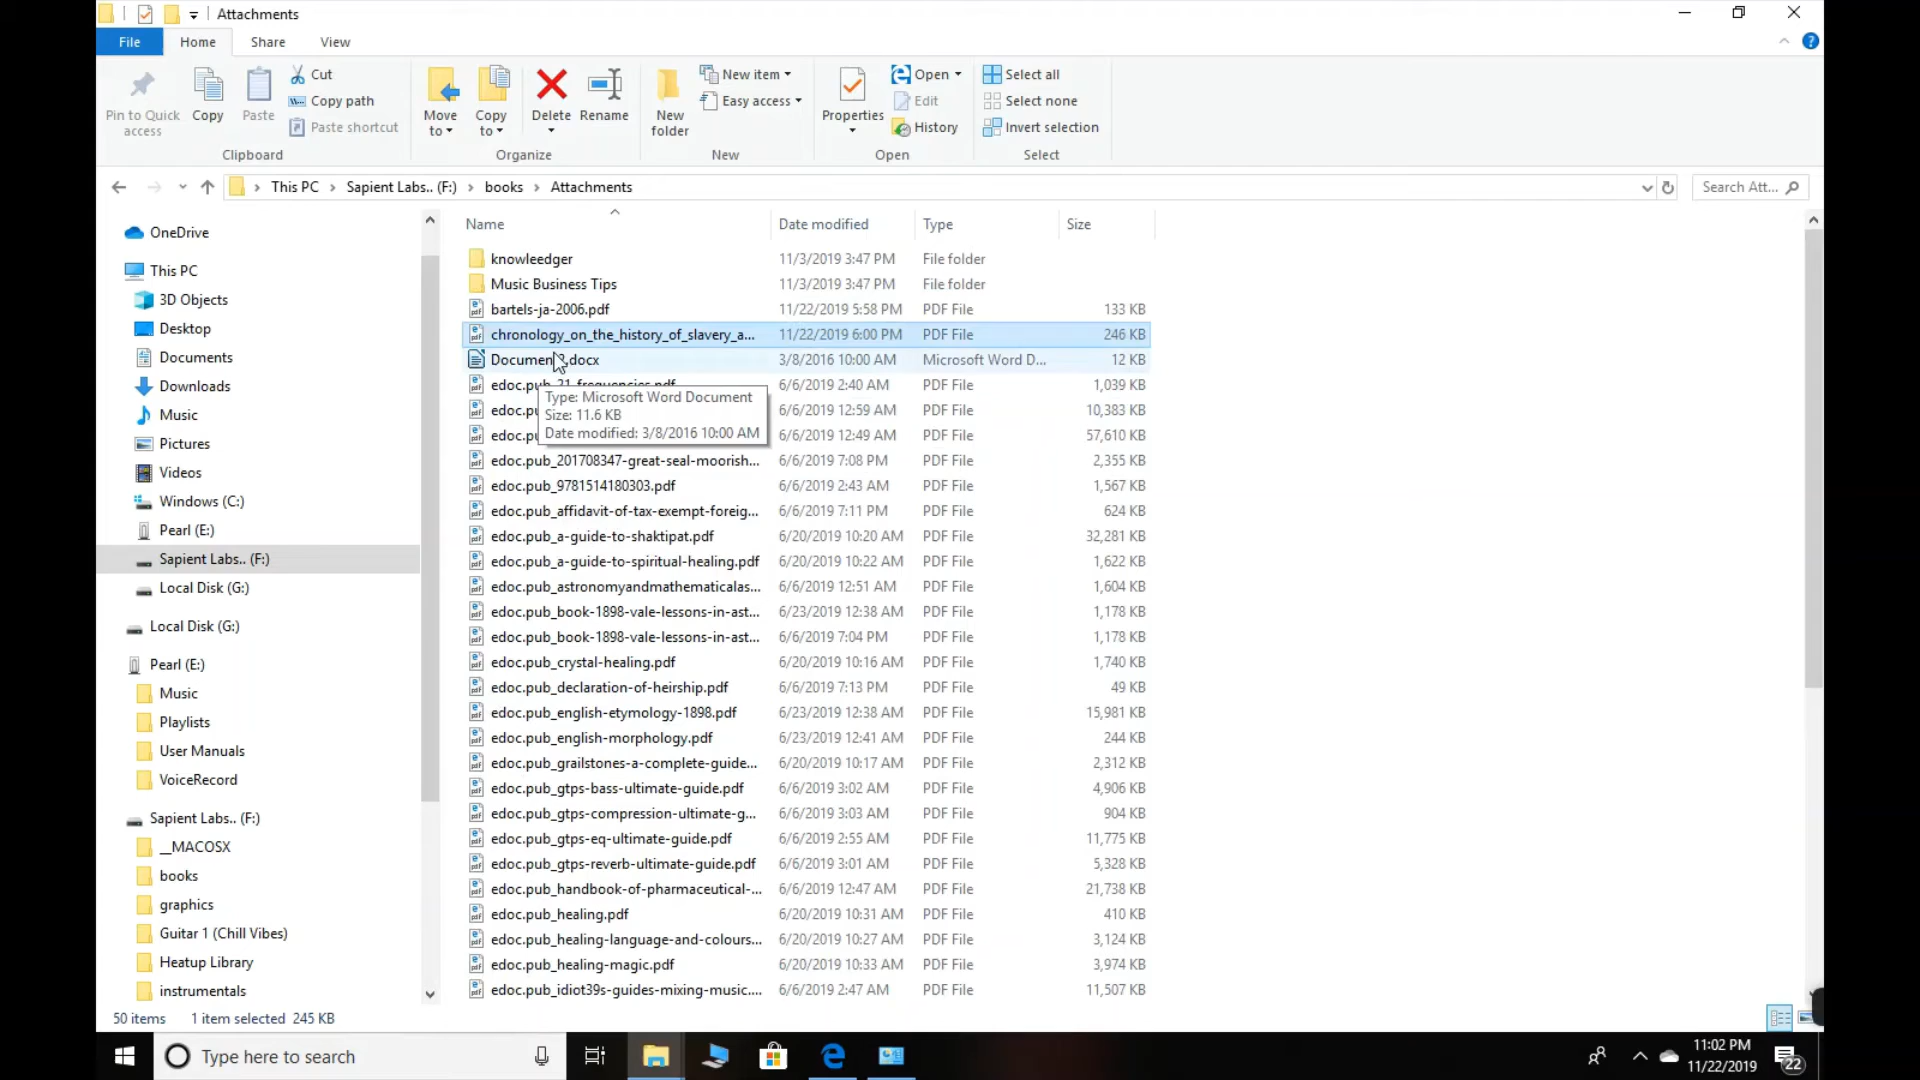 Attachments
File Home Share View
Pin to Quick access
Copy
Paste
Cut
Copy path
Paste shortcut
Clipboard
Move to
Copy to
Delete
Rename
Organize
New folder
New item
Easy access
New
Properties
Open
Edit
History
Open
Select all
Select none
Invert selection
Select
This PC Sapient Labs.. (F:) books Attachments
Search Att...
OneDrive
This PC
3D Objects
Desktop
Documents
Downloads
Music
Pictures
Videos
Windows (C:)
Pearl (E:)
Sapient Labs.. (F:)
Local Disk (G:)
Local Disk (G:)
Pearl (E:)
Music
Playlists
User Manuals
VoiceRecord
Sapient Labs.. (F:)
__MACOSX
books
graphics
Guitar 1 (Chill Vibes)
Heatup Library
instrumentals
Name Date modified Type Size
knowleedger 11/3/2019 3:47 PM File folder
Music Business Tips 11/3/2019 3:47 PM File folder
bartels-ja-2006.pdf 11/22/2019 5:58 PM PDF File 133 KB
chronology_on_the_history_of_slavery_a... 11/22/2019 6:00 PM PDF File 246 KB
.docx 3/8/2016 10:00 AM Microsoft Word D... 12 KB
6/6/2019 2:40 AM PDF File 1,039 KB
Type: Microsoft Word Document
Size: 11.6 KB
Date modified: 3/8/2016 10:00 AM
6/6/2019 12:59 AM PDF File 10,383 KB
6/6/2019 12:49 AM PDF File 57,610 KB
edoc.pub_201708347-great-seal-moorish... 6/6/2019 7:08 PM PDF File 2,355 KB
edoc.pub_9781514180303.pdf 6/6/2019 2:43 AM PDF File 1,567 KB
edoc.pub_affidavit-of-tax-exempt-foreig... 6/6/2019 7:11 PM PDF File 624 KB
edoc.pub_a-guide-to-shaktipat.pdf 6/20/2019 10:20 AM PDF File 32,281 KB
edoc.pub_a-guide-to-spiritual-healing.pdf 6/20/2019 10:22 AM PDF File 1,622 KB
edoc.pub_astronomyandmathematicalas... 6/6/2019 12:51 AM PDF File 1,604 KB
edoc.pub_book-1898-vale-lessons-in-ast... 6/23/2019 12:38 AM PDF File 1,178 KB
edoc.pub_book-1898-vale-lessons-in-ast... 6/6/2019 7:04 PM PDF File 1,178 KB
edoc.pub_crystal-healing.pdf 6/20/2019 10:16 AM PDF File 1,740 KB
edoc.pub_declaration-of-heirship.pdf 6/6/2019 7:13 PM PDF File 49 KB
edoc.pub_english-etymology-1898.pdf 6/23/2019 12:38 AM PDF File 15,981 KB
edoc.pub_english-morphology.pdf 6/23/2019 12:41 AM PDF File 244 KB
edoc.pub_grailstones-a-complete-guide... 6/20/2019 10:17 AM PDF File 2,312 KB
edoc.pub_gtps-bass-ultimate-guide.pdf 6/6/2019 3:02 AM PDF File 4,906 KB
edoc.pub_gtps-compression-ultimate-g... 6/6/2019 3:03 AM PDF File 904 KB
edoc.pub_gtps-eq-ultimate-guide.pdf 6/6/2019 2:55 AM PDF File 11,775 KB
edoc.pub_gtps-reverb-ultimate-guide.pdf 6/6/2019 3:01 AM PDF File 5,328 KB
edoc.pub_handbook-of-pharmaceutical-... 6/6/2019 12:47 AM PDF File 21,738 KB
edoc.pub_healing.pdf 6/20/2019 10:31 AM PDF File 410 KB
edoc.pub_healing-language-and-colours... 6/20/2019 10:27 AM PDF File 3,124 KB
edoc.pub_healing-magic.pdf 6/20/2019 10:33 AM PDF File 3,974 KB
edoc.pub_idiot39s-guides-mixing-music.... 6/6/2019 2:47 AM PDF File 11,507 KB
50 items 1 item selected 245 KB
Type here to search
11:02 PM
11/22/2019
22